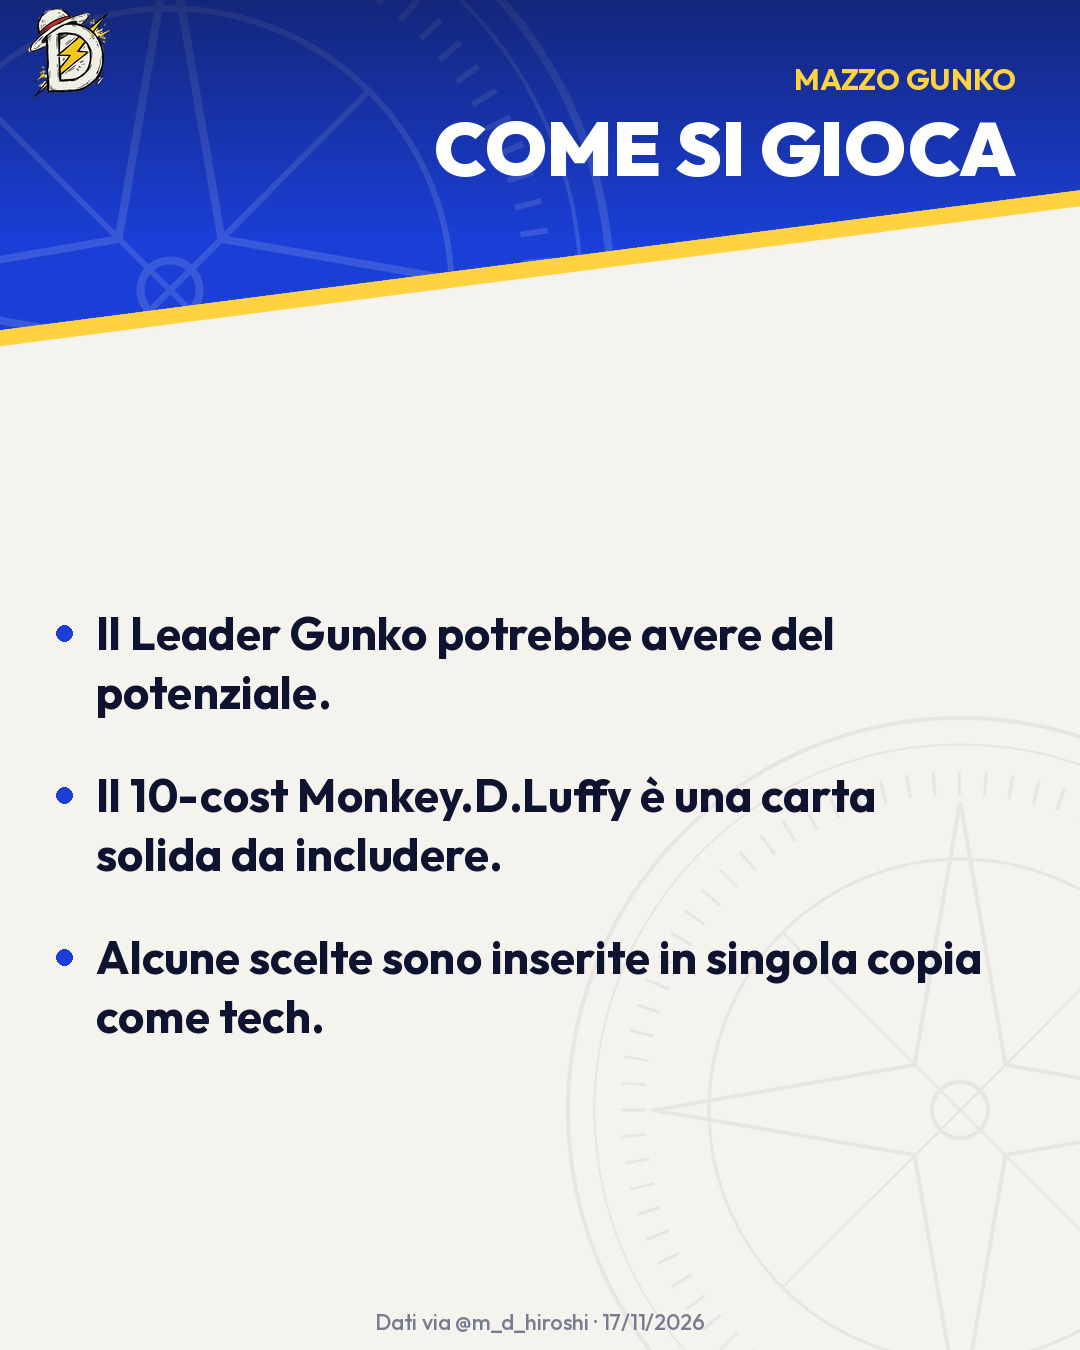 D
MAZZO GUNKO
COME SI GIOCA
Il Leader Gunko potrebbe avere del
potenziale.
Il 10-cost Monkey.D.Luffy è una carta
solida da includere.
Alcune scelte sono inserite in singola copia
come tech.
Dati via @m_d_hiroshi · 17/11/2026